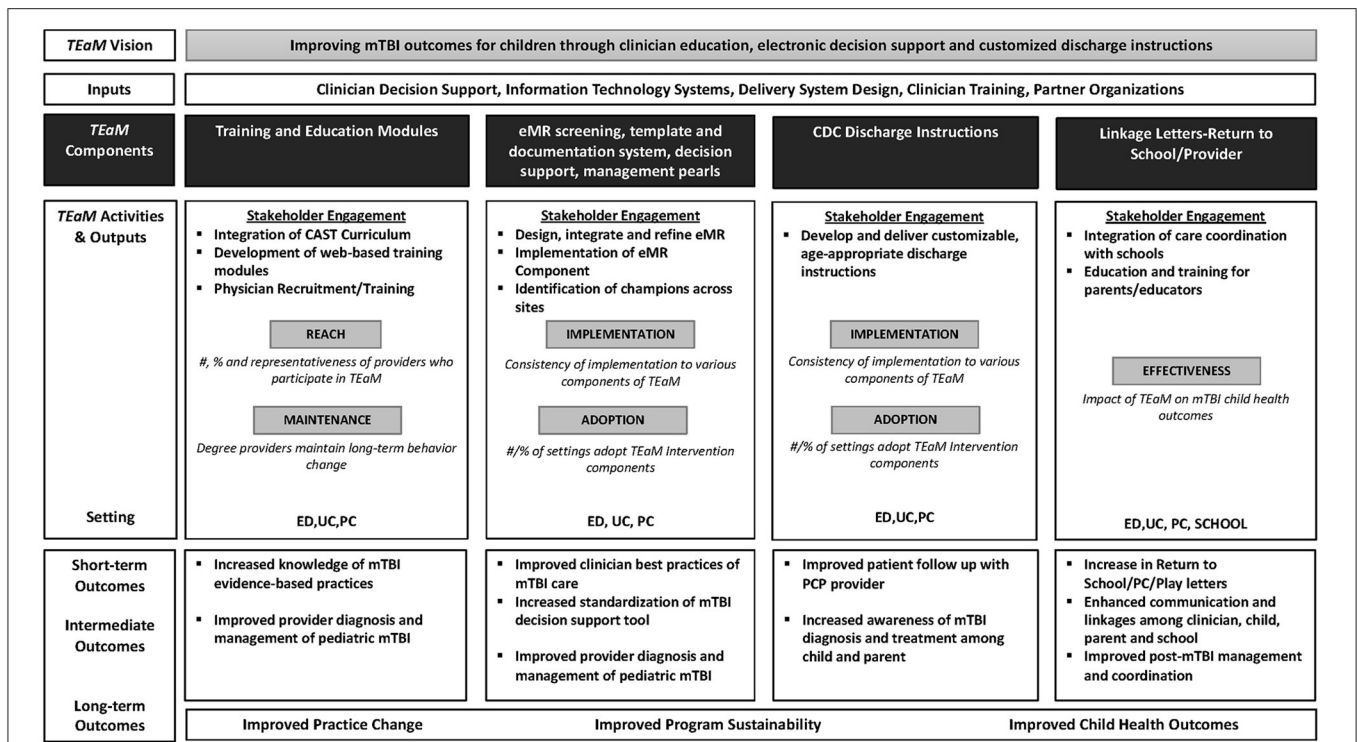 TEaM Vision
Improving mTBI outcomes for children through clinician education, electronic decision support and customized discharge instructions
Inputs
Clinician Decision Support, Information Technology Systems, Delivery System Design, Clinician Training, Partner Organizations
TEaM
Components
Training and Education Modules
eMR screening, template and
documentation system, decision
support, management pearls
CDC Discharge Instructions
Linkage Letters-Return to
School/Provider
TEaM Activities
& Outputs
Setting
Stakeholder Engagement
▪ Integration of CAST Curriculum
▪ Development of web-based training
modules
▪ Physician Recruitment/Training
REACH
#, % and representativeness of providers who
participate in TEaM
MAINTENANCE
Degree providers maintain long-term behavior
change
ED,UC,PC
Stakeholder Engagement
▪ Design, integrate and refine eMR
▪ Implementation of eMR
Component
▪ Identification of champions across
sites
IMPLEMENTATION
Consistency of implementation to various
components of TEaM
ADOPTION
#/% of settings adopt TEaM Intervention
components
ED, UC, PC
Stakeholder Engagement
▪ Develop and deliver customizable,
age-appropriate discharge
instructions
IMPLEMENTATION
Consistency of implementation to various
components of TEaM
ADOPTION
#/% of settings adopt TEaM Intervention
components
ED,UC,PC
Stakeholder Engagement
▪ Integration of care coordination
with schools
▪ Education and training for
parents/educators
EFFECTIVENESS
Impact of TEaM on mTBI child health
outcomes
ED,UC, PC, SCHOOL
Short-term
Outcomes
Intermediate
Outcomes
Long-term
Outcomes
▪ Increased knowledge of mTBI
evidence-based practices
▪ Improved provider diagnosis and
management of pediatric mTBI
▪ Improved clinician best practices of
mTBI care
▪ Increased standardization of mTBI
decision support tool
▪ Improved provider diagnosis and
management of pediatric mTBI
▪ Improved patient follow up with
PCP provider
▪ Increased awareness of mTBI
diagnosis and treatment among
child and parent
▪ Increase in Return to
School/PC/Play letters
▪ Enhanced communication and
linkages among clinician, child,
parent and school
▪ Improved post-mTBI management
and coordination
Improved Practice Change
Improved Program Sustainability
Improved Child Health Outcomes